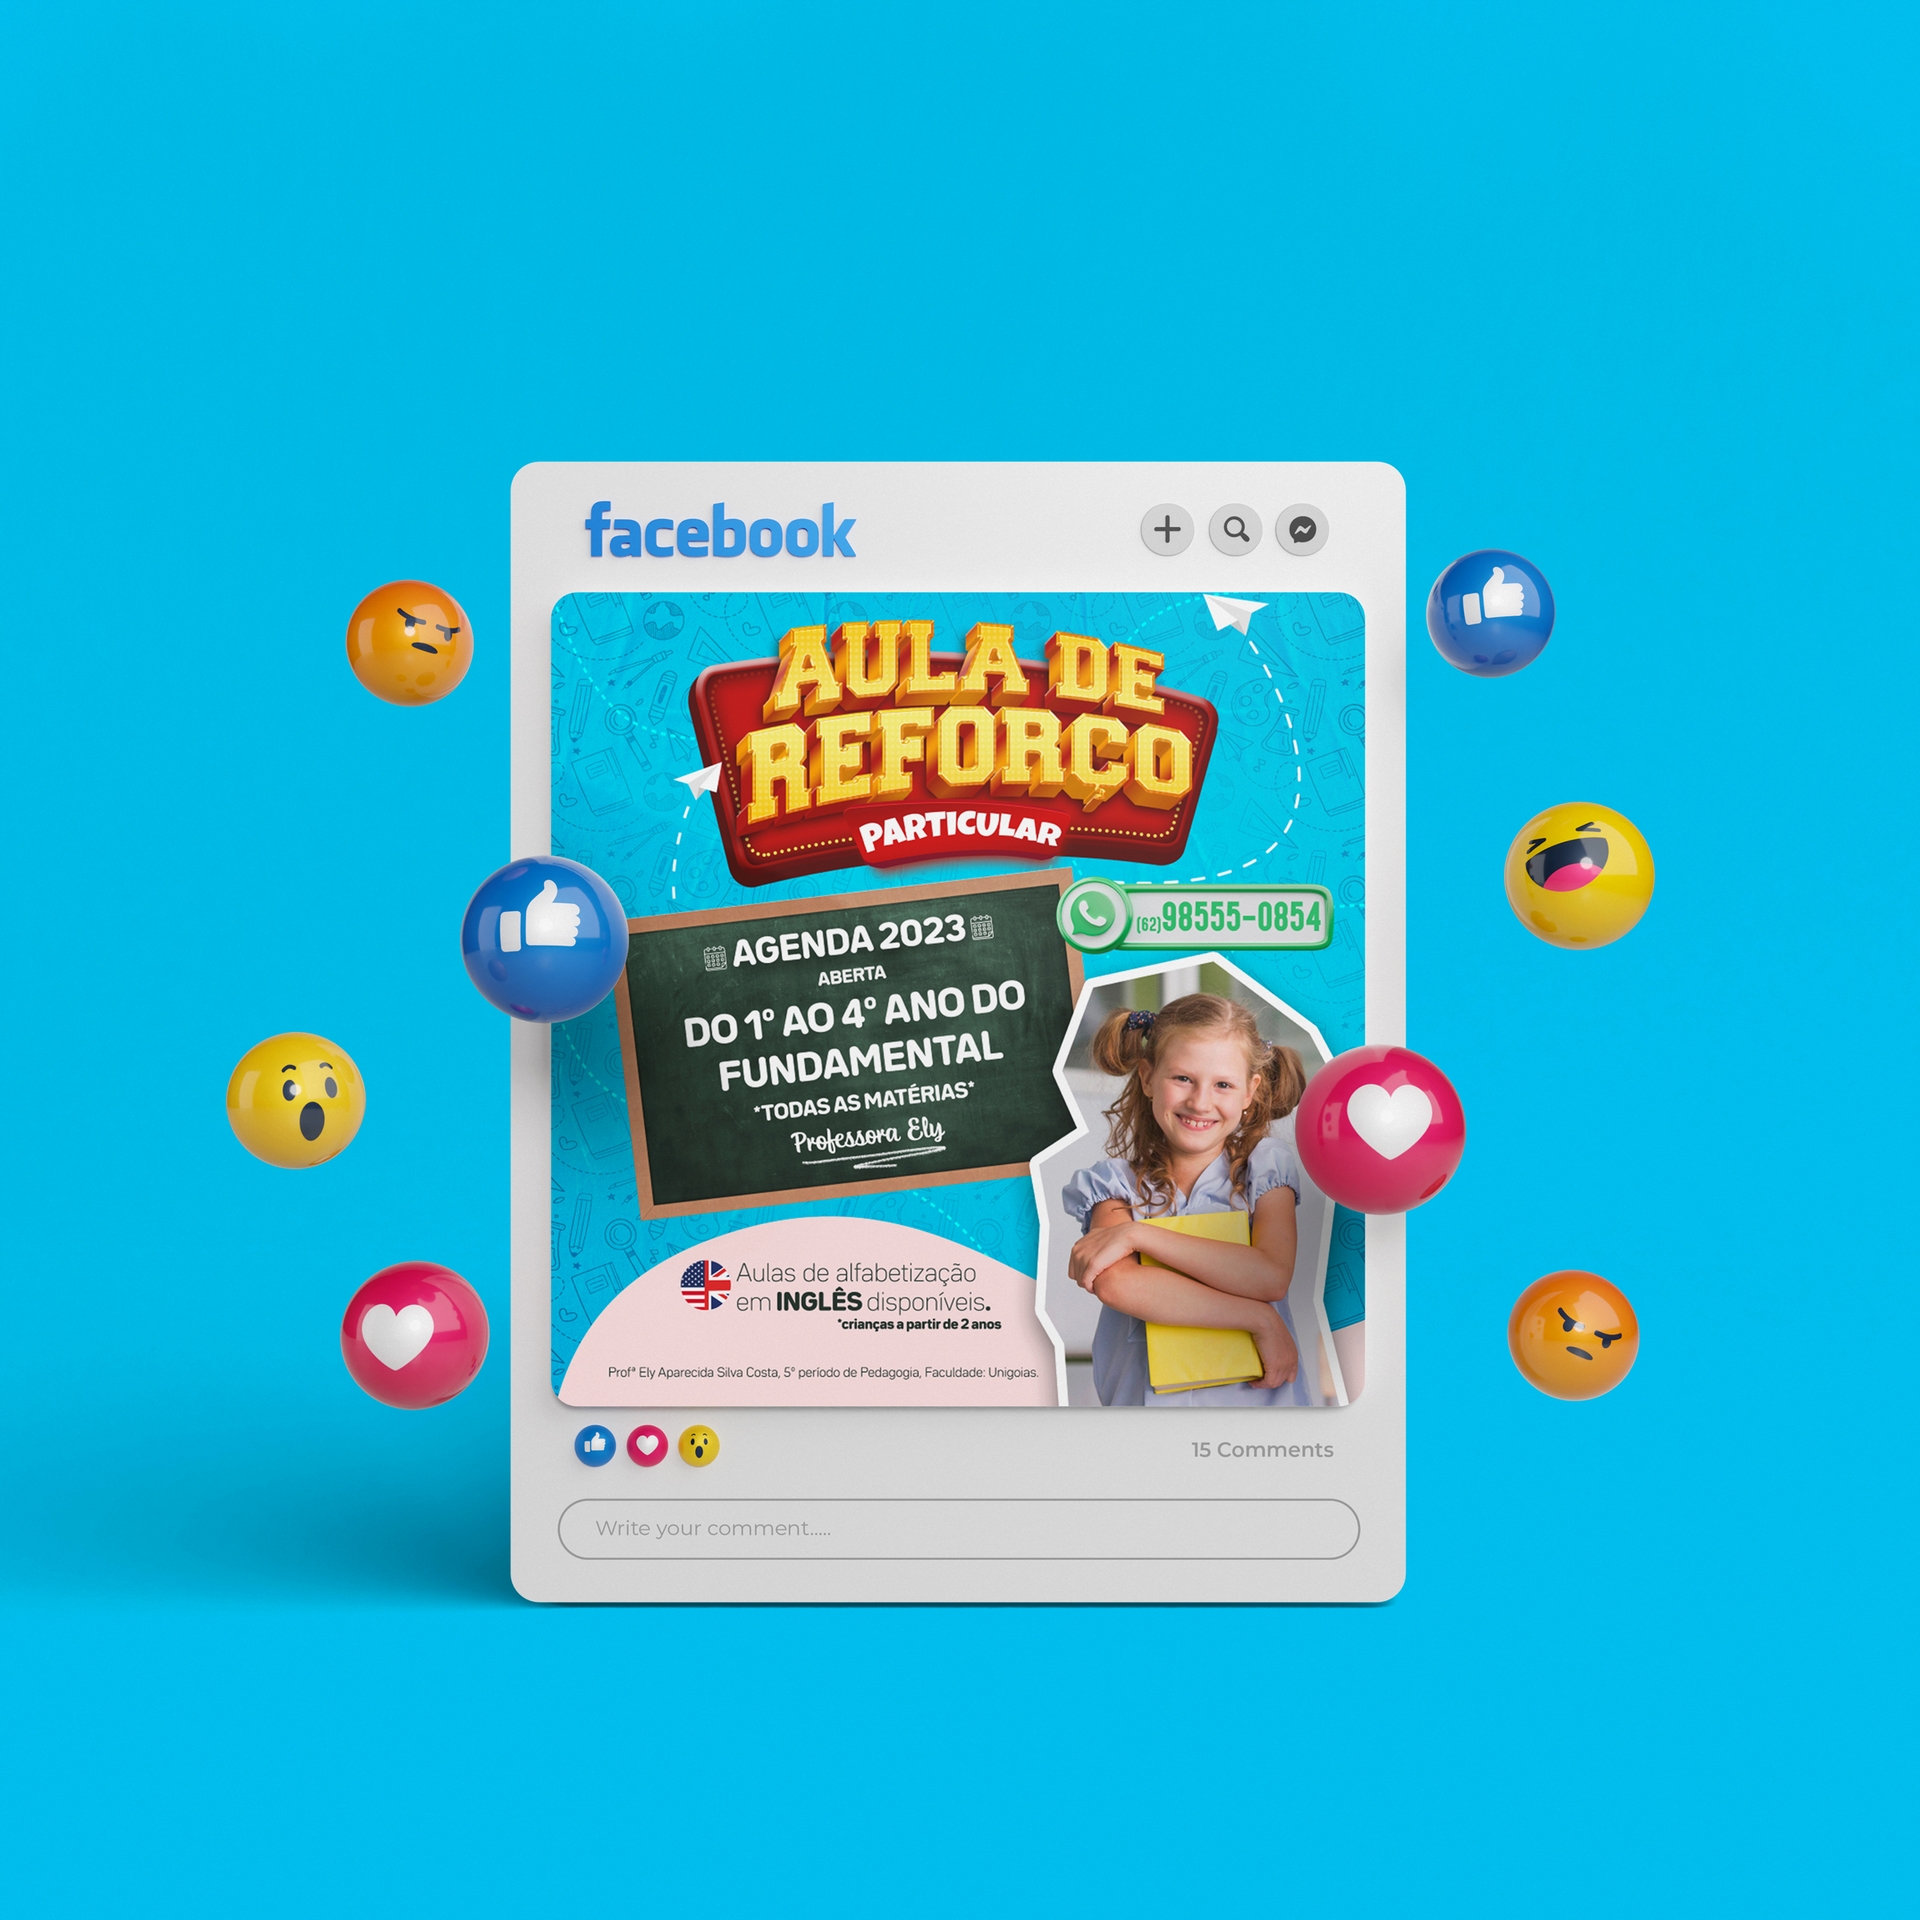 facebook
AULA DE
REFORÇO
PARTICULAR
(62)98555-0854
AGENDA 2023
ABERTA
DO 1º AO 4º ANO DO
FUNDAMENTAL
*TODAS AS MATÉRIAS*
Professora Ely
Aulas de alfabetização
em INGLÊS disponíveis.
*crianças a partir de 2 anos
Profª Ely Aparecida Silva Costa, 5º período de Pedagogia, Faculdade: Unigoias.
15 Comments
Write your comment.....